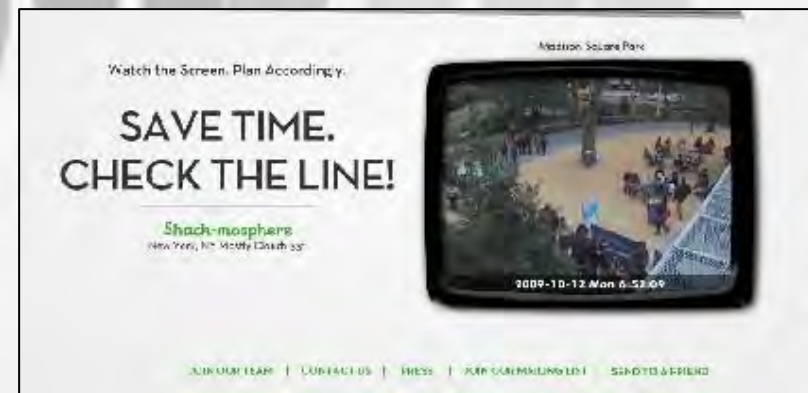 Madison Square Park
Watch the Screen. Plan Accordingly.
SAVE TIME.
CHECK THE LINE!
Shack-mosphere
New York, NY Mostly Cloudy
2009-10-12 Mon 6:52:09
JOIN OUR TEAM | CONTACT US | PRESS | JOIN OUR MAILING LIST | SEND TO A FRIEND